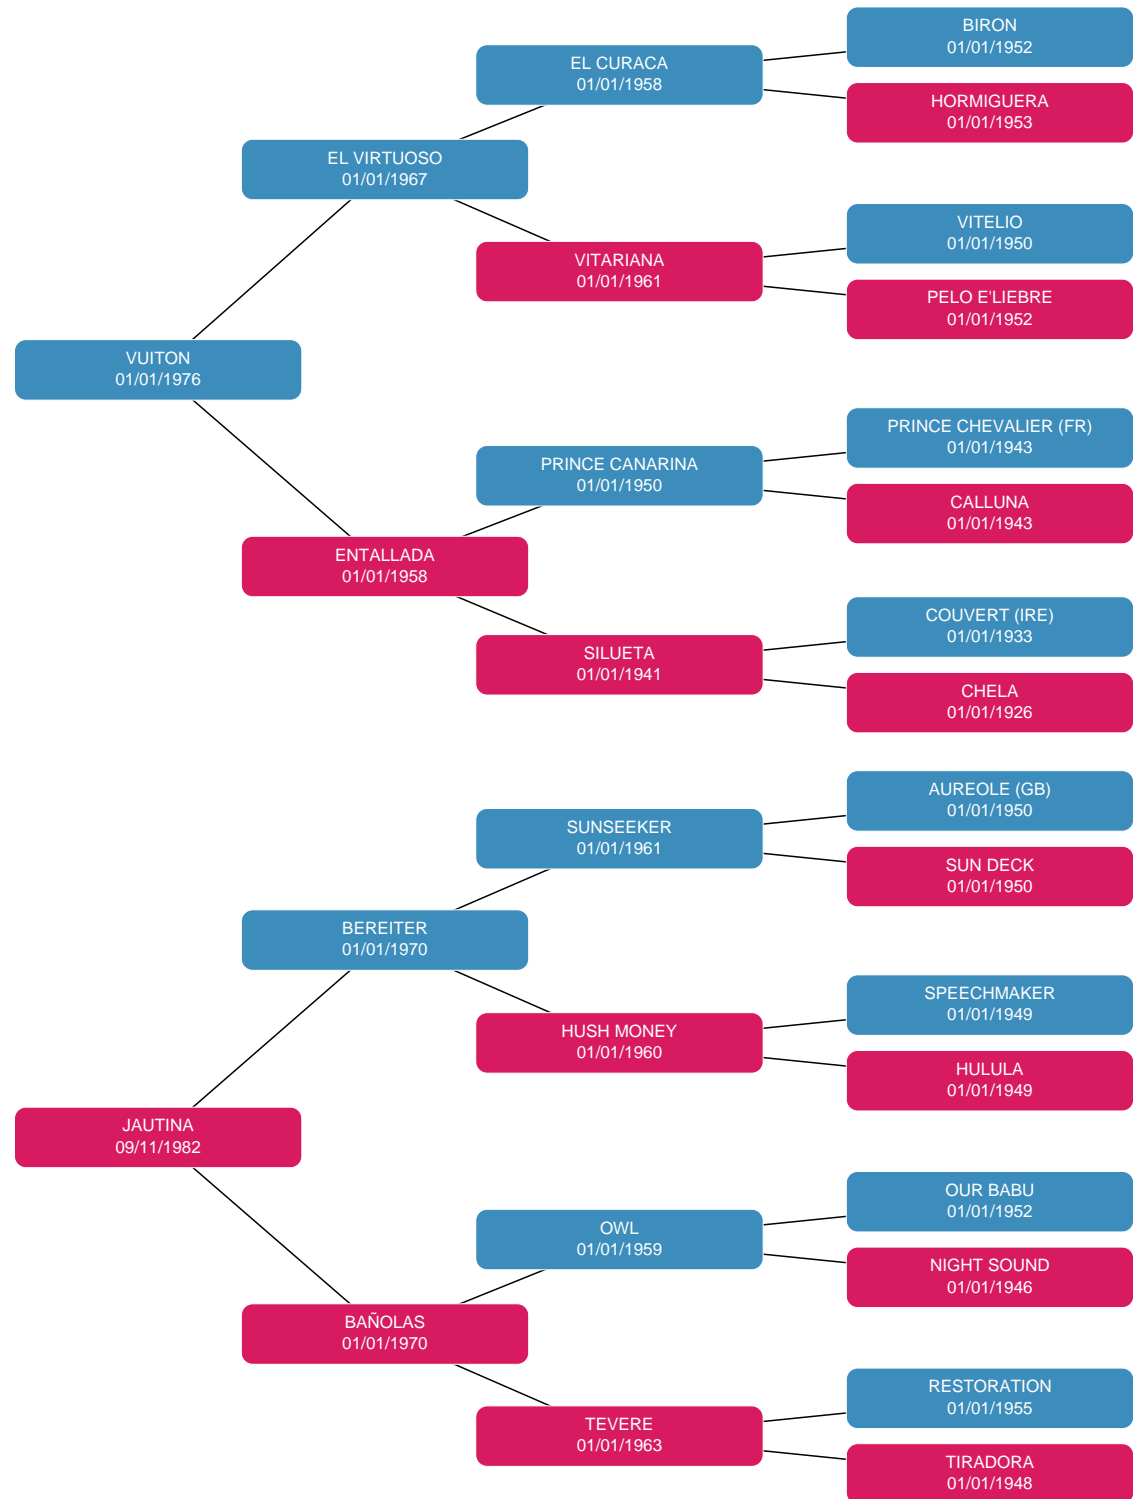 BIRON
01/01/1952
EL CURACA
01/01/1958
HORMIGUERA
01/01/1953
EL VIRTUOSO
01/01/1967
VITELIO
01/01/1950
VITARIANA
01/01/1961
PELO E'LIEBRE
01/01/1952
VUITON
01/01/1976
PRINCE CHEVALIER (FR)
01/01/1943
PRINCE CANARINA
01/01/1950
CALLUNA
01/01/1943
ENTALLADA
01/01/1958
COUVERT (IRE)
01/01/1933
SILUETA
01/01/1941
CHELA
01/01/1926
AUREOLE (GB)
01/01/1950
SUNSEEKER
01/01/1961
SUN DECK
01/01/1950
BEREITER
01/01/1970
SPEECHMAKER
01/01/1949
HUSH MONEY
01/01/1960
HULULA
01/01/1949
JAUTINA
09/11/1982
OUR BABU
01/01/1952
OWL
01/01/1959
NIGHT SOUND
01/01/1946
BAÑOLAS
01/01/1970
RESTORATION
01/01/1955
TEVERE
01/01/1963
TIRADORA
01/01/1948